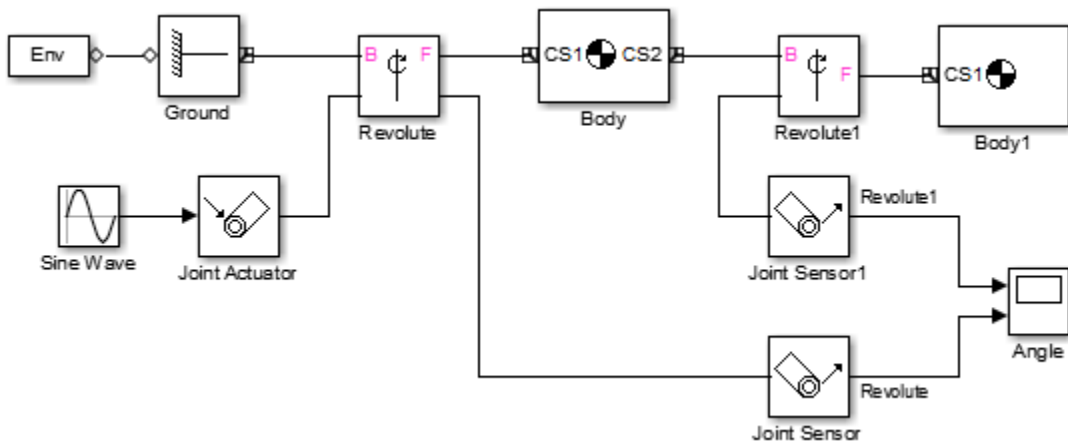 Env
Ground
B F
Revolute
CS1 CS2
Body
B
F
Revolute1
CS1
Body1
Sine Wave
Joint Actuator
Revolute1
Joint Sensor1
Angle
Revolute
Joint Sensor